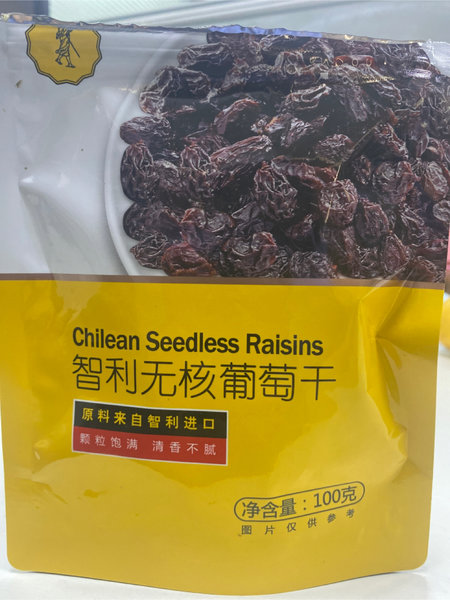 Chilean Seedless Raisins
智利无核葡萄干
原料来自智利进口
颗粒饱满 清香不腻
净含量：100克
图片仅供参考